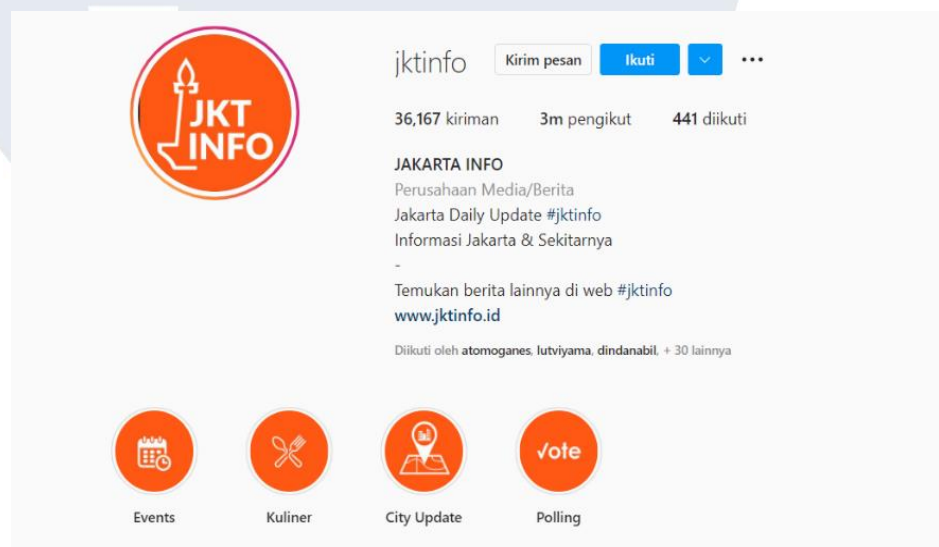 JKT
INFO
jktinfo Kirim pesan Ikuti
36,167 kiriman 3m pengikut 441 diikuti
JAKARTA INFO
Perusahaan Media/Berita
Jakarta Daily Update #jktinfo
Informasi Jakarta & Sekitarnya
-
Temukan berita lainnya di web #jktinfo
www.jktinfo.id
Diikuti oleh atomoganes, lutviyama, dindanabil, + 30 lainnya
√ote
Events Kuliner City Update Polling